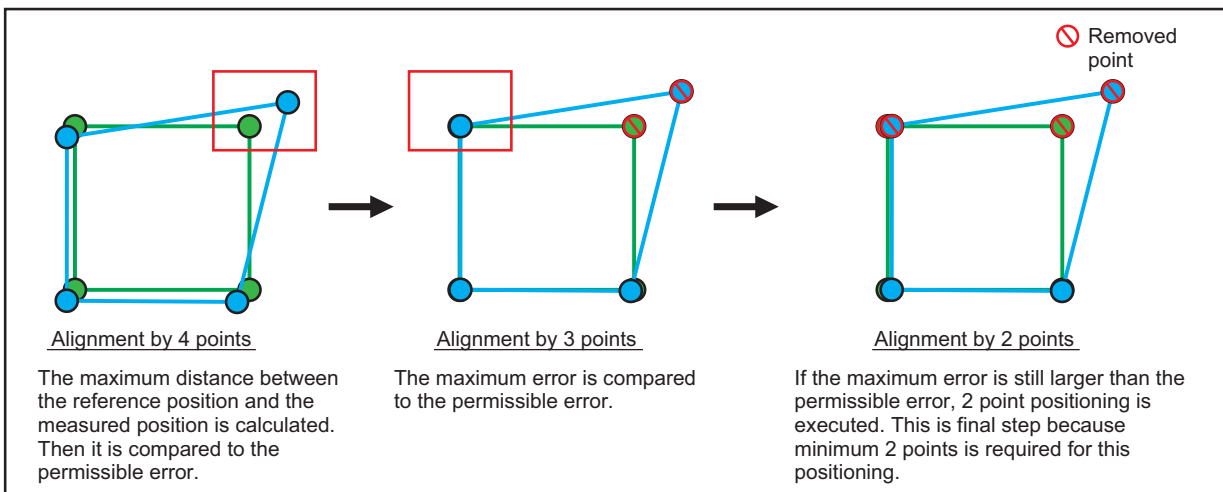 Removed
point
Alignment by 4 points
The maximum distance between
the reference position and the
measured position is calculated.
Then it is compared to the
permissible error.
Alignment by 3 points
The maximum error is compared
to the permissible error.
Alignment by 2 points
If the maximum error is still larger than the
permissible error, 2 point positioning is
executed. This is final step because
minimum 2 points is required for this
positioning.